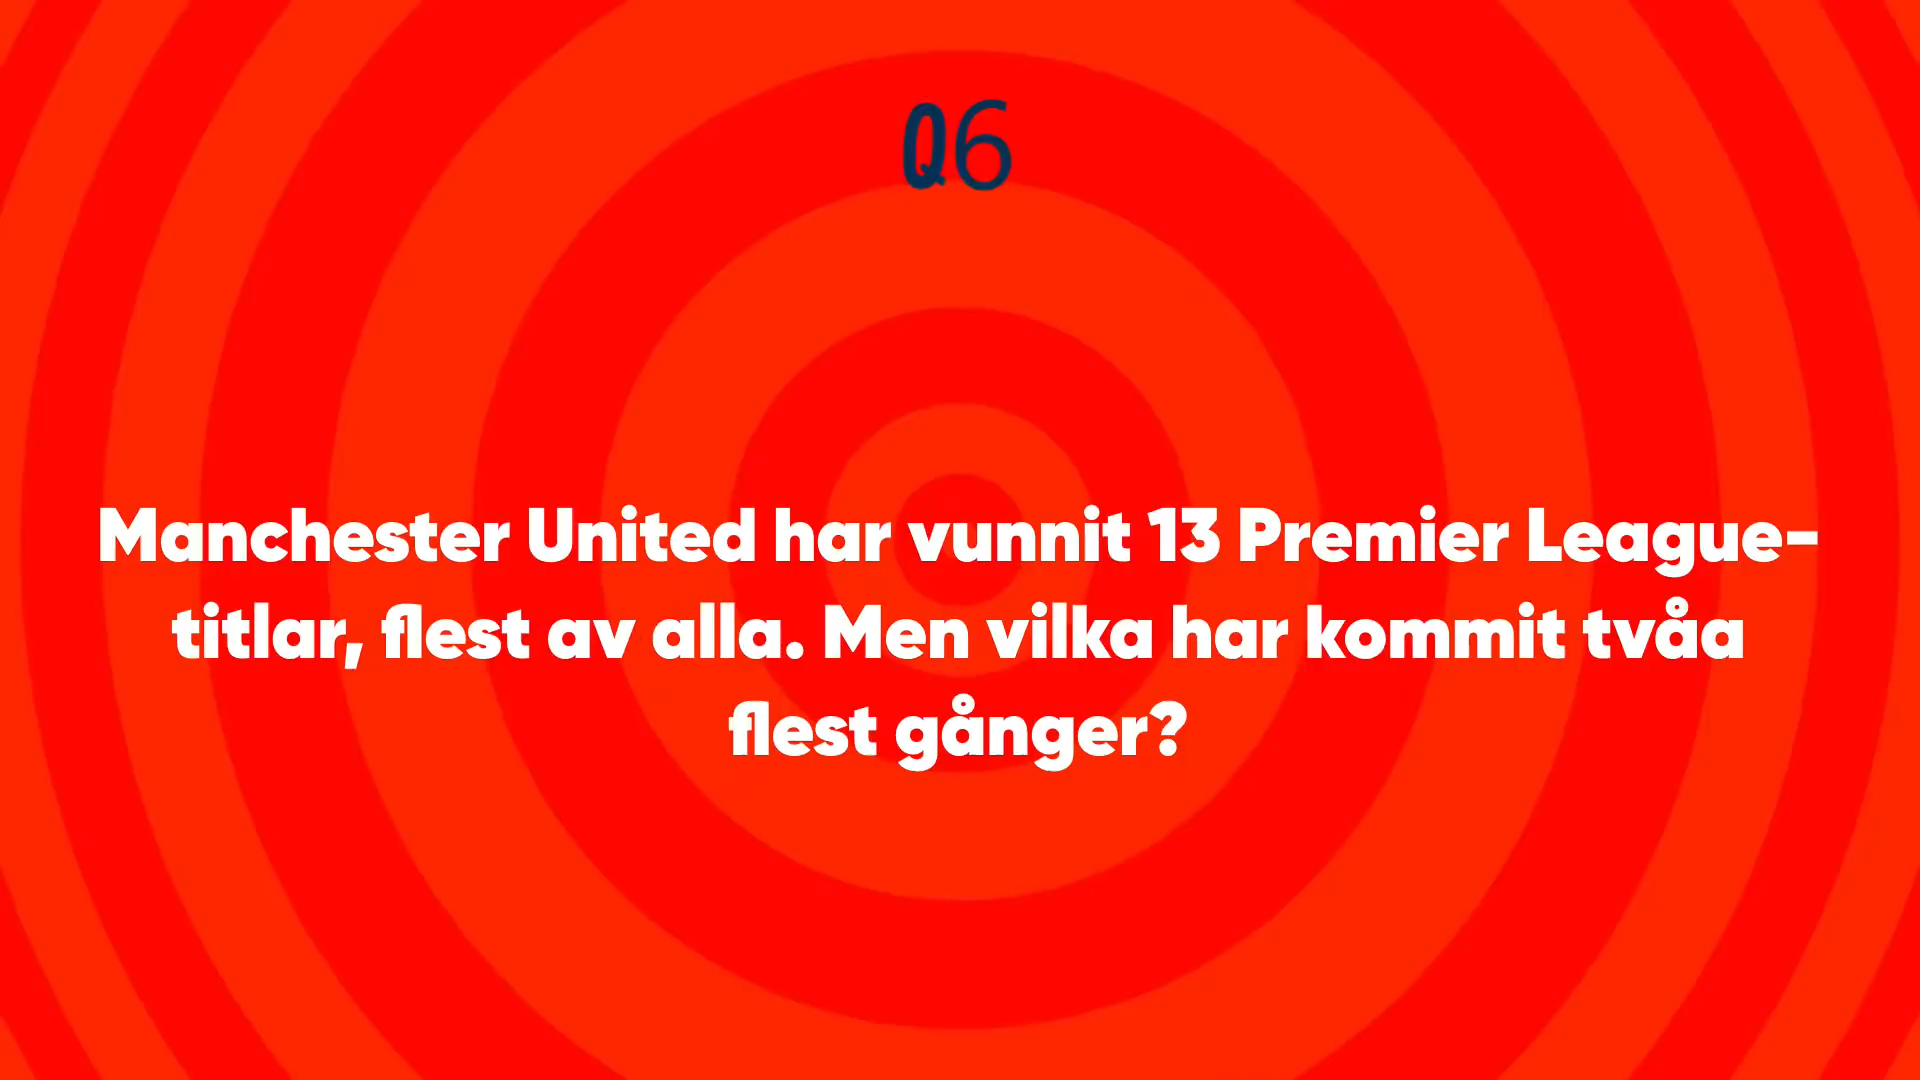 Q6
Manchester United har vunnit 13 Premier League-
titlar, flest av alla. Men vilka har kommit tvåa
flest gånger?